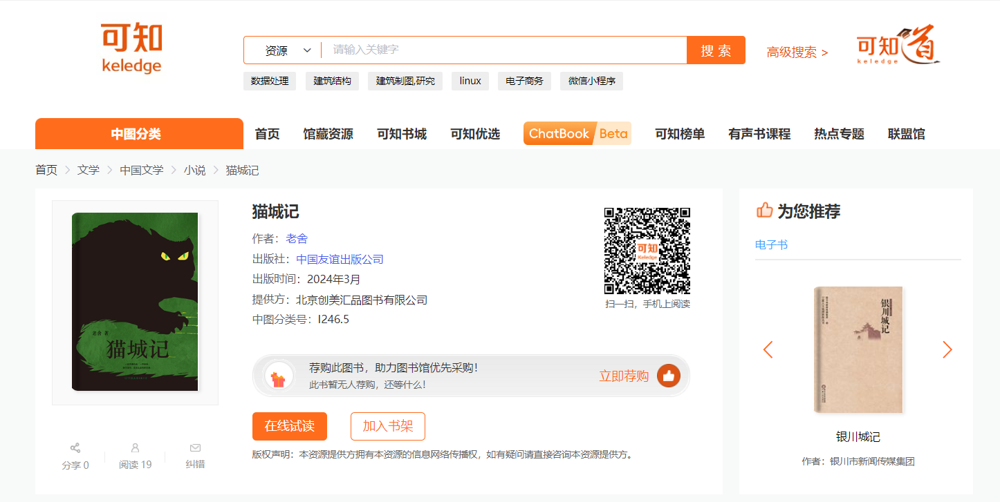 可知
keledge
资源
请输入关键字
搜 索
高级搜索 >
可知道
keledge
数据处理
建筑结构
建筑制图,研究
linux
电子商务
微信小程序
中图分类
首页
馆藏资源
可知书城
可知优选
ChatBook Beta
可知榜单
有声书课程
热点专题
联盟馆
首页 > 文学 > 中国文学 > 小说 > 猫城记
老舍 著
猫城记
猫城记
作者：老舍
出版社：中国友谊出版公司
出版时间：2024年3月
提供方：北京创美汇品图书有限公司
中图分类号：I246.5
可知
Keledge
扫一扫，手机上阅读
荐购此图书，助力图书馆优先采购！
此书暂无人荐购，还等什么！
立即荐购
在线试读
加入书架
版权声明：本资源提供方拥有本资源的信息网络传播权，如有疑问请直接咨询本资源提供方。
分享 0
阅读 19
纠错
为您推荐
电子书
银川城记
银川城记
作者：银川市新闻传媒集团